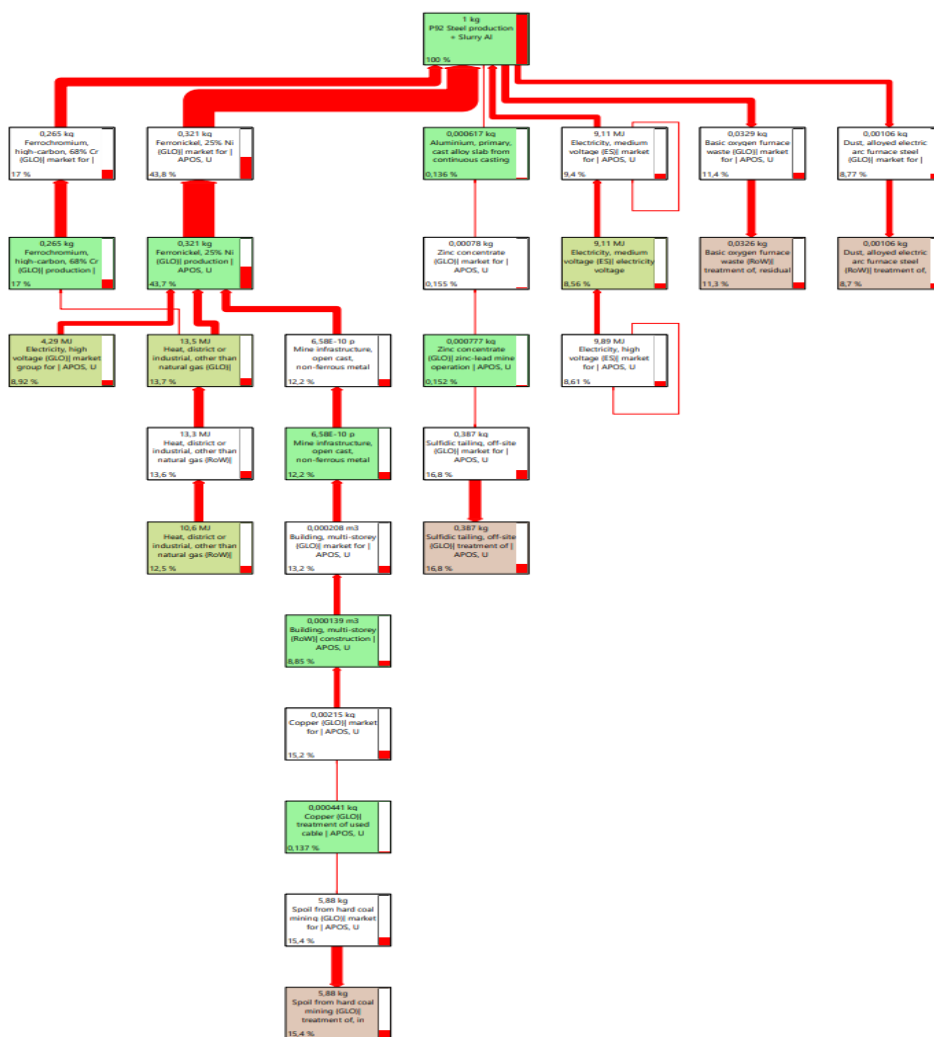 1 kg
P92 Steel production
+ Slurry Al
100 %
0,265 kg
Ferrochromium,
high-carbon, 68% Cr
(GLO)| market for |
17 %
0,321 kg
Ferronickel, 25% Ni
(GLO)| market for |
APOS, U
43,8 %
0,000617 kg
Aluminium, primary,
cast alloy slab from
continuous casting
0,136 %
9,11 MJ
Electricity, medium
voltage (ES)| market
for | APOS, U
9,4 %
0,0329 kg
Basic oxygen furnace
waste (GLO)| market
for | APOS, U
11,4 %
0,00106 kg
Dust, alloyed electric
arc furnace steel
(GLO)| market for |
8,77 %
0,265 kg
Ferrochromium,
high-carbon, 68% Cr
(GLO)| production |
17 %
0,321 kg
Ferronickel, 25% Ni
(GLO)| production |
APOS, U
43,7 %
0,00078 kg
Zinc concentrate
(GLO)| market for |
APOS, U
0,155 %
9,11 MJ
Electricity, medium
voltage (ES)| electricity
voltage
8,56 %
0,0326 kg
Basic oxygen furnace
waste (RoW)|
treatment of, residual
11,3 %
0,00106 kg
Dust, alloyed electric
arc furnace steel
(RoW)| treatment of,
8,7 %
4,29 MJ
Electricity, high
voltage (GLO)| market
group for | APOS, U
8,92 %
13,5 MJ
Heat, district or
industrial, other than
natural gas (GLO)|
13,7 %
6,58E-10 p
Mine infrastructure,
open cast,
non-ferrous metal
12,2 %
0,000777 kg
Zinc concentrate
(GLO)| zinc-lead mine
operation | APOS, U
0,152 %
9,89 MJ
Electricity, high
voltage (ES)| market
for | APOS, U
8,61 %
13,3 MJ
Heat, district or
industrial, other than
natural gas (RoW)|
13,6 %
6,58E-10 p
Mine infrastructure,
open cast,
non-ferrous metal
12,2 %
0,387 kg
Sulfidic tailing, off-site
(GLO)| market for |
APOS, U
16,8 %
10,6 MJ
Heat, district or
industrial, other than
natural gas (RoW)|
12,5 %
0,000208 m3
Building, multi-storey
(GLO)| market for |
APOS, U
13,2 %
0,387 kg
Sulfidic tailing, off-site
(GLO)| treatment of |
APOS, U
16,8 %
0,000139 m3
Building, multi-storey
(RoW)| construction |
APOS, U
8,85 %
0,00215 kg
Copper (GLO)| market
for | APOS, U
15,2 %
0,000441 kg
Copper (GLO)|
treatment of used
cable | APOS, U
0,137 %
5,88 kg
Spoil from hard coal
mining (GLO)| market
for | APOS, U
15,4 %
5,88 kg
Spoil from hard coal
mining (GLO)|
treatment of, in
15,4 %